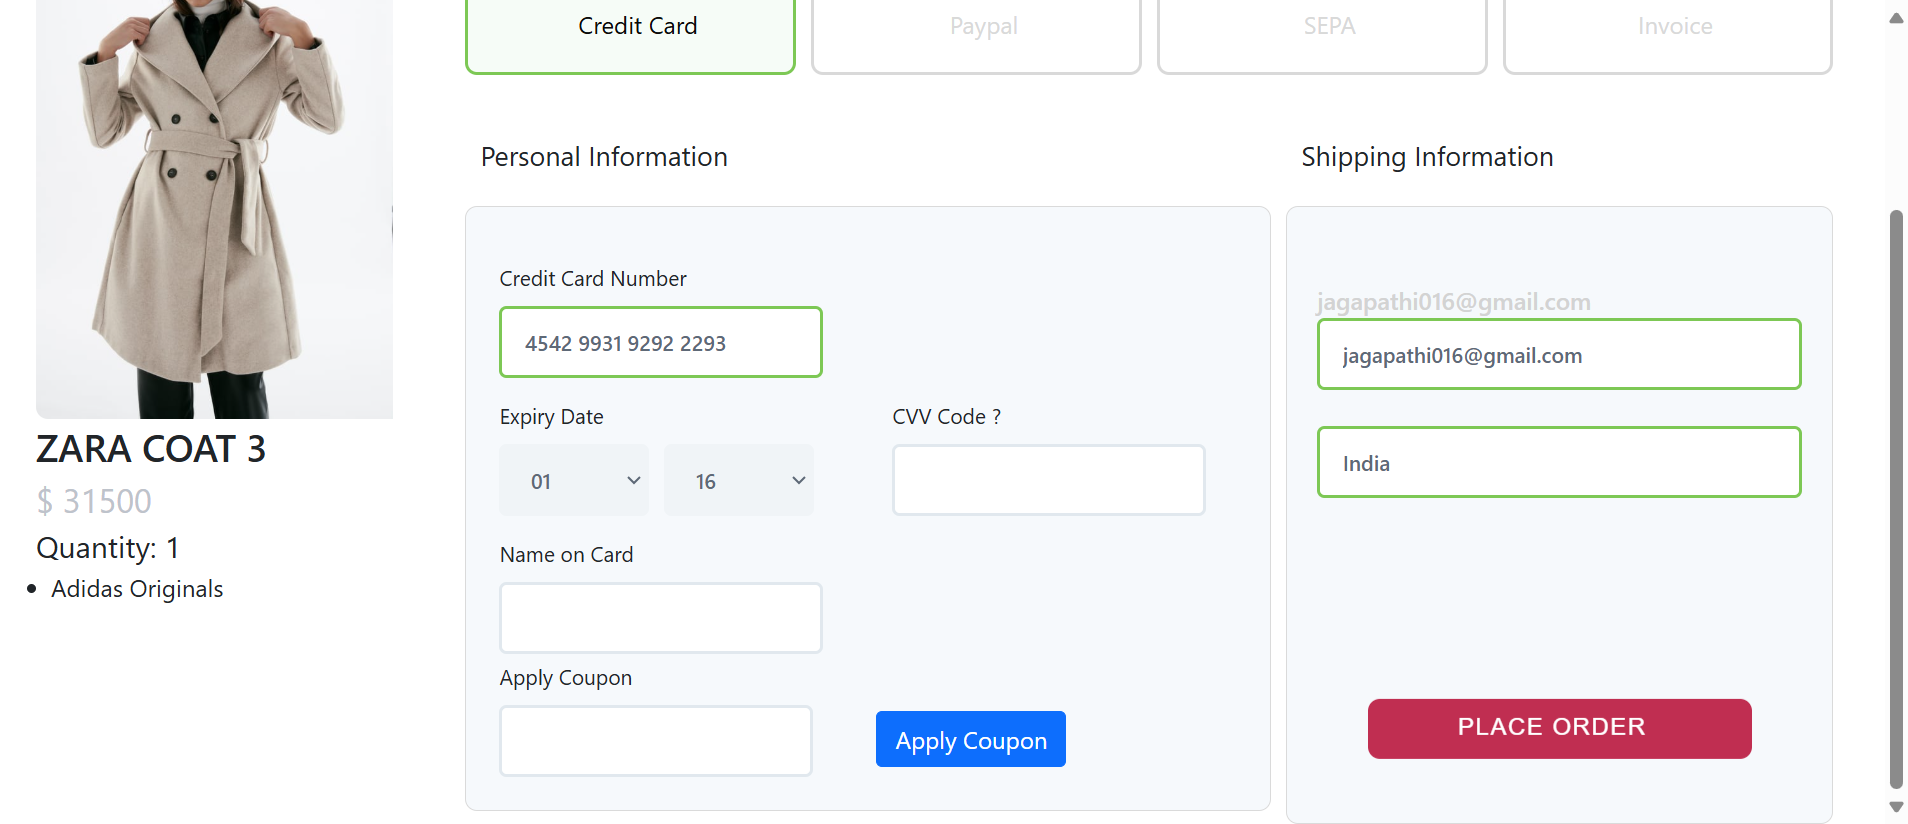 Credit Card
Paypal
SEPA
Invoice
Personal Information
Shipping Information
Credit Card Number
4542 9931 9292 2293
Expiry Date
CVV Code ?
01
16
Name on Card
Apply Coupon
Apply Coupon
jagapathi016@gmail.com
jagapathi016@gmail.com
India
PLACE ORDER
ZARA COAT 3
$ 31500
Quantity: 1
Adidas Originals